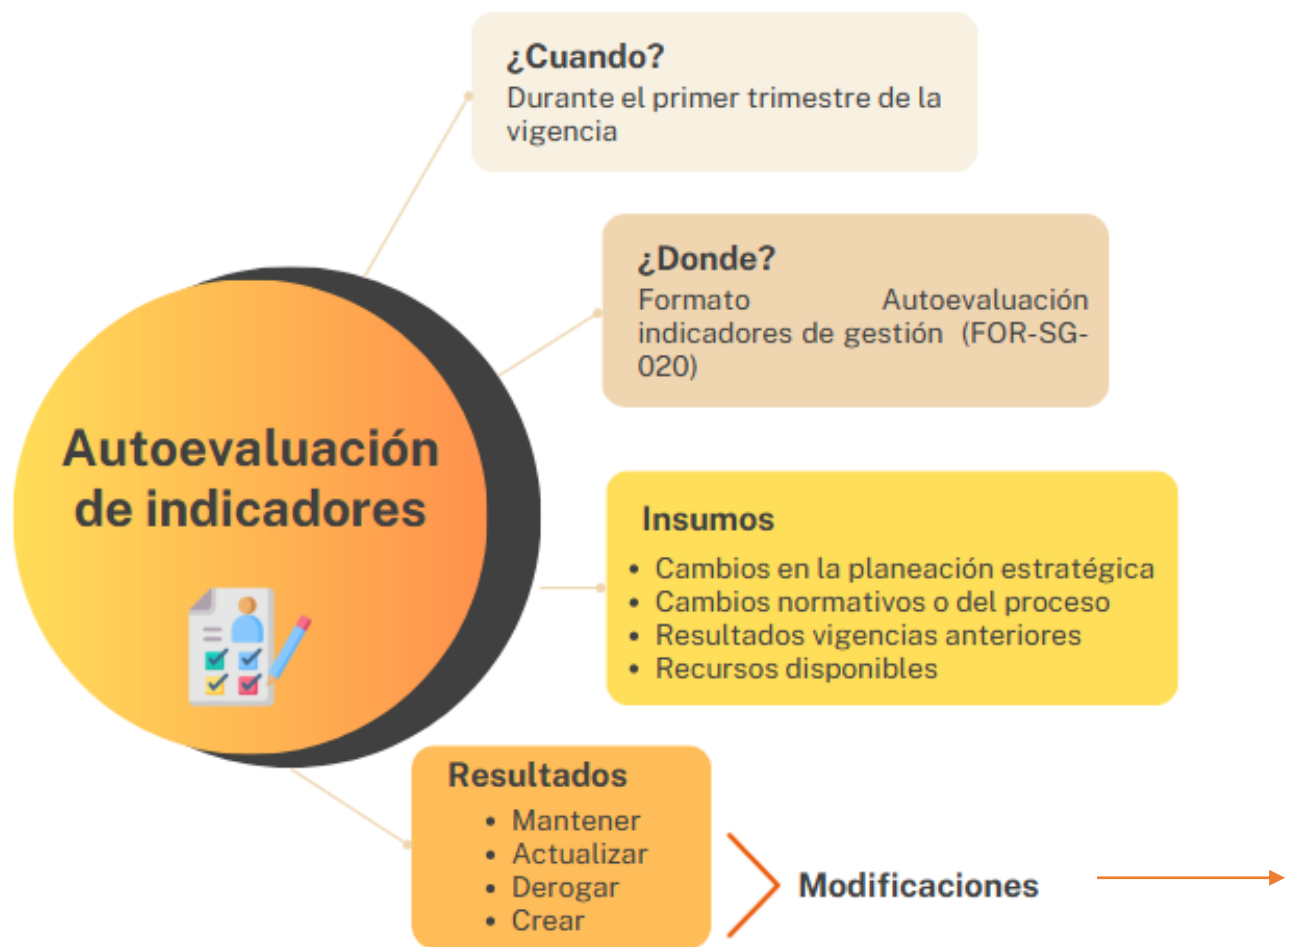 ¿Cuando?
Durante el primer trimestre de la
vigencia
¿Donde?
Formato Autoevaluación
indicadores de gestión (FOR-SG-
020)
Autoevaluación
de indicadores
Insumos
• Cambios en la planeación estratégica
• Cambios normativos o del proceso
• Resultados vigencias anteriores
• Recursos disponibles
Resultados
• Mantener
• Actualizar
• Derogar
• Crear
Modificaciones